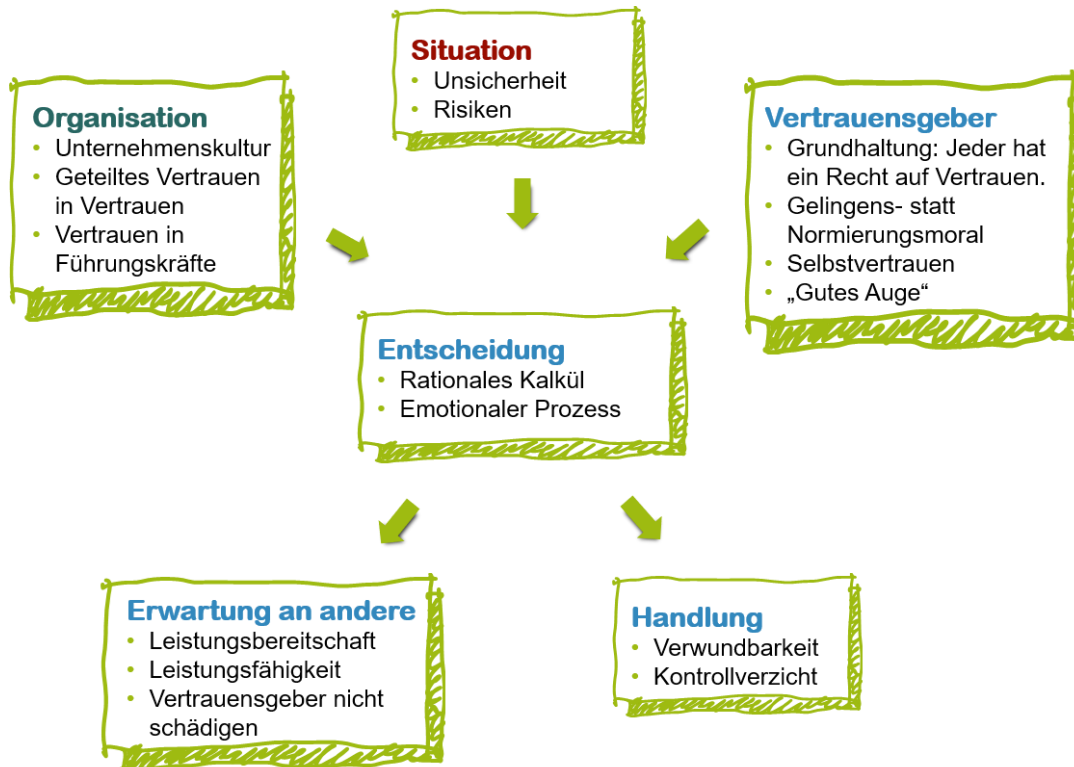 Situation
• Unsicherheit
• Risiken
Organisation
• Unternehmenskultur
• Geteiltes Vertrauen
in Vertrauen
• Vertrauen in
Führungskräfte
Vertrauensgeber
• Grundhaltung: Jeder hat
ein Recht auf Vertrauen.
• Gelingens- statt
Normierungsmoral
• Selbstvertrauen
• „Gutes Auge“
Entscheidung
• Rationales Kalkül
• Emotionaler Prozess
Erwartung an andere
• Leistungsbereitschaft
• Leistungsfähigkeit
• Vertrauensgeber nicht
schädigen
Handlung
• Verwundbarkeit
• Kontrollverzicht